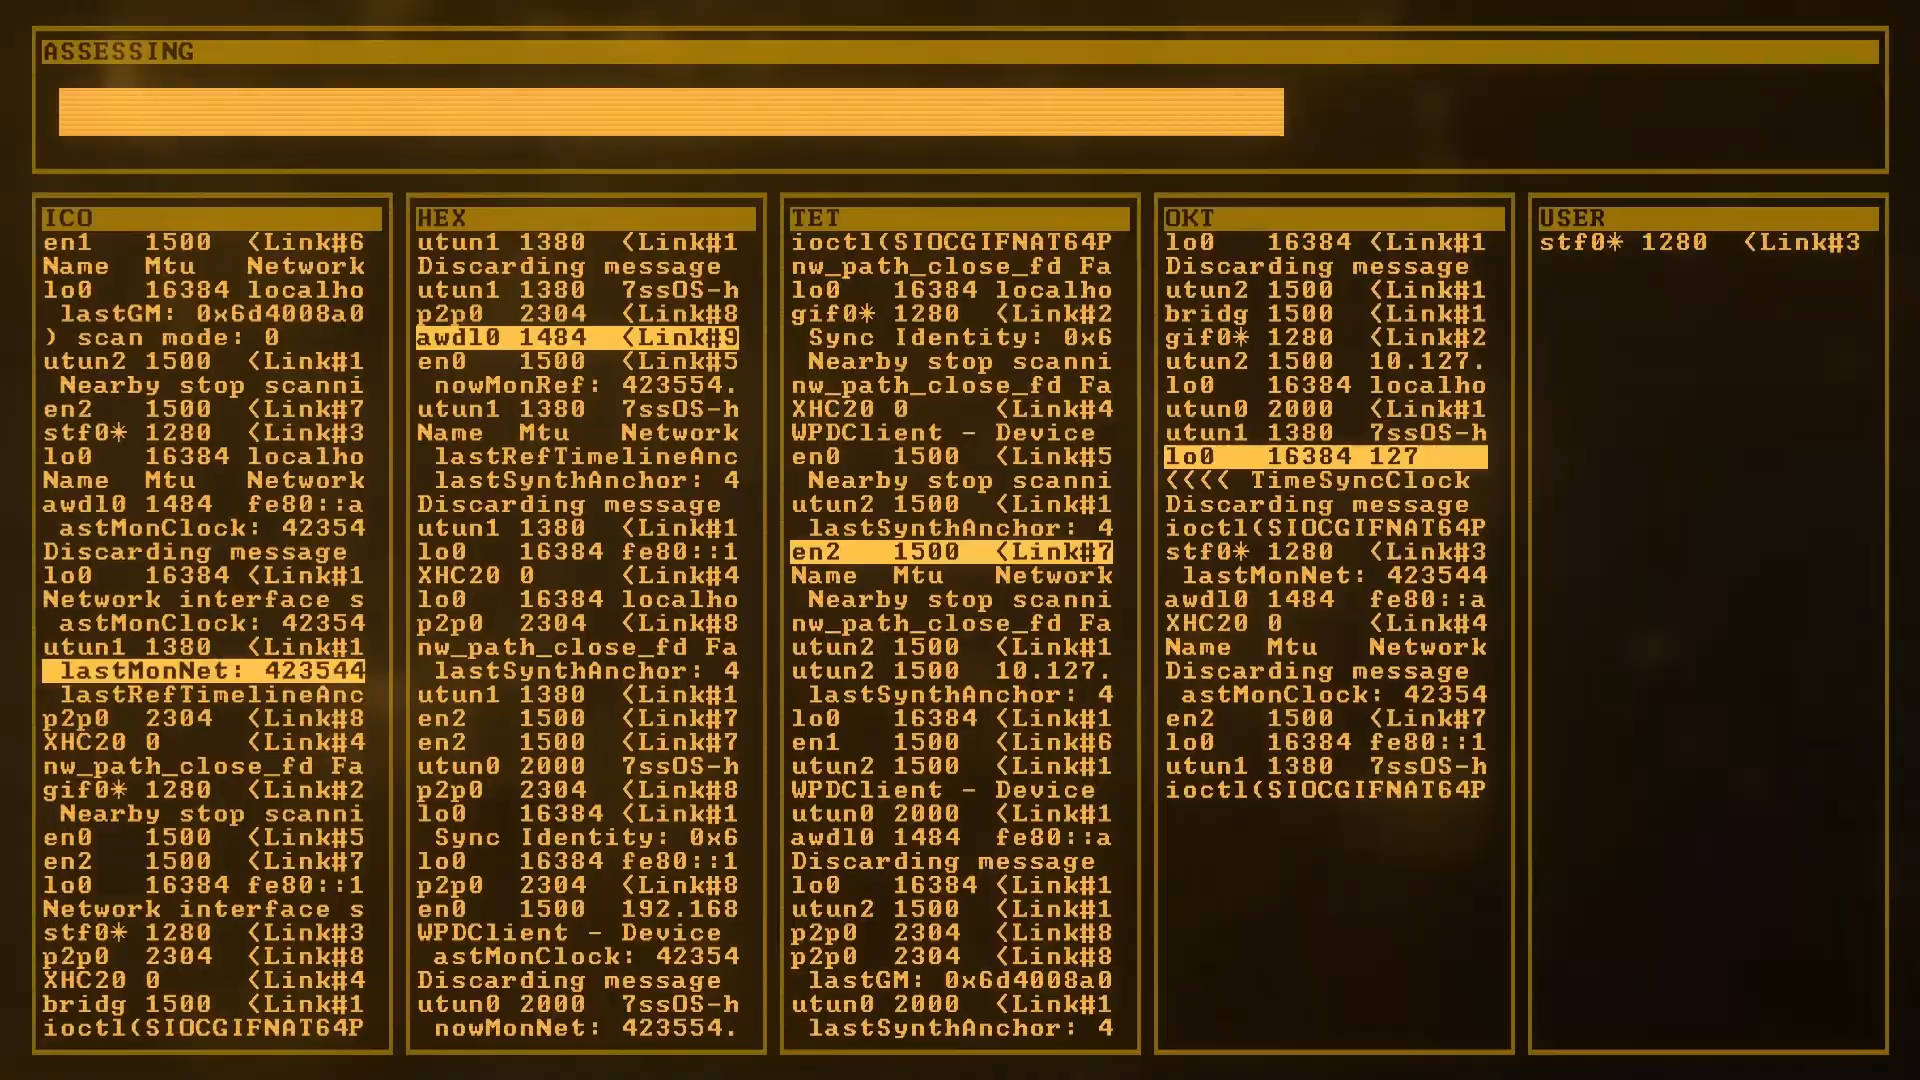 ASSESSING
ICO
en1   1500  <Link#6
Name  Mtu   Network
lo0   16384 localho
 lastGM: 0x6d4008a0
) scan mode: 0
utun2 1500  <Link#1
 Nearby stop scanni
en2   1500  <Link#7
stf0* 1280  <Link#3
lo0   16384 localho
Name  Mtu   Network
awdl0 1484  fe80::a
 astMonClock: 42354
Discarding message
lo0   16384 <Link#1
Network interface s
 astMonClock: 42354
utun1 1380  <Link#1
 lastMonNet: 423544
 lastRefTimelineAnc
p2p0  2304  <Link#8
XHC20 0     <Link#4
nw_path_close_fd Fa
gif0* 1280  <Link#2
 Nearby stop scanni
en0   1500  <Link#5
en2   1500  <Link#7
lo0   16384 fe80::1
Network interface s
stf0* 1280  <Link#3
p2p0  2304  <Link#8
XHC20 0     <Link#4
bridg 1500  <Link#1
ioctl(SIOCGIFNAT64P
HEX
utun1 1380  <Link#1
Discarding message
utun1 1380  7ssOS-h
p2p0  2304  <Link#8
awdl0 1484  <Link#9
en0   1500  <Link#5
 nowMonRef: 423554.
utun1 1380  7ssOS-h
Name  Mtu   Network
 lastRefTimelineAnc
 lastSynthAnchor: 4
Discarding message
utun1 1380  <Link#1
lo0   16384 fe80::1
XHC20 0     <Link#4
lo0   16384 localho
p2p0  2304  <Link#8
nw_path_close_fd Fa
 lastSynthAnchor: 4
utun1 1380  <Link#1
en2   1500  <Link#7
en2   1500  <Link#7
utun0 2000  7ssOS-h
p2p0  2304  <Link#8
lo0   16384 <Link#1
 Sync Identity: 0x6
lo0   16384 fe80::1
p2p0  2304  <Link#8
en0   1500  192.168
WPDClient - Device
 astMonClock: 42354
Discarding message
utun0 2000  7ssOS-h
 nowMonNet: 423554.
TET
ioctl(SIOCGIFNAT64P
nw_path_close_fd Fa
lo0   16384 localho
gif0* 1280  <Link#2
 Sync Identity: 0x6
 Nearby stop scanni
nw_path_close_fd Fa
XHC20 0     <Link#4
WPDClient - Device
en0   1500  <Link#5
 Nearby stop scanni
utun2 1500  <Link#1
 lastSynthAnchor: 4
en2   1500  <Link#7
Name  Mtu   Network
 Nearby stop scanni
nw_path_close_fd Fa
utun2 1500  <Link#1
utun2 1500  10.127.
 lastSynthAnchor: 4
lo0   16384 <Link#1
en1   1500  <Link#6
utun2 1500  <Link#1
WPDClient - Device
utun0 2000  <Link#1
awdl0 1484  fe80::a
Discarding message
lo0   16384 <Link#1
utun2 1500  <Link#1
p2p0  2304  <Link#8
p2p0  2304  <Link#8
 lastGM: 0x6d4008a0
utun0 2000  <Link#1
 lastSynthAnchor: 4
OKT
lo0   16384 <Link#1
Discarding message
utun2 1500  <Link#1
bridg 1500  <Link#1
gif0* 1280  <Link#2
utun2 1500  10.127.
lo0   16384 localho
utun0 2000  <Link#1
utun1 1380  7ssOS-h
lo0   16384 127
<<<< TimeSyncClock
Discarding message
ioctl(SIOCGIFNAT64P
stf0* 1280  <Link#3
 lastMonNet: 423544
awdl0 1484  fe80::a
XHC20 0     <Link#4
Name  Mtu   Network
Discarding message
 astMonClock: 42354
en2   1500  <Link#7
lo0   16384 fe80::1
utun1 1380  7ssOS-h
ioctl(SIOCGIFNAT64P
USER
stf0* 1280  <Link#3